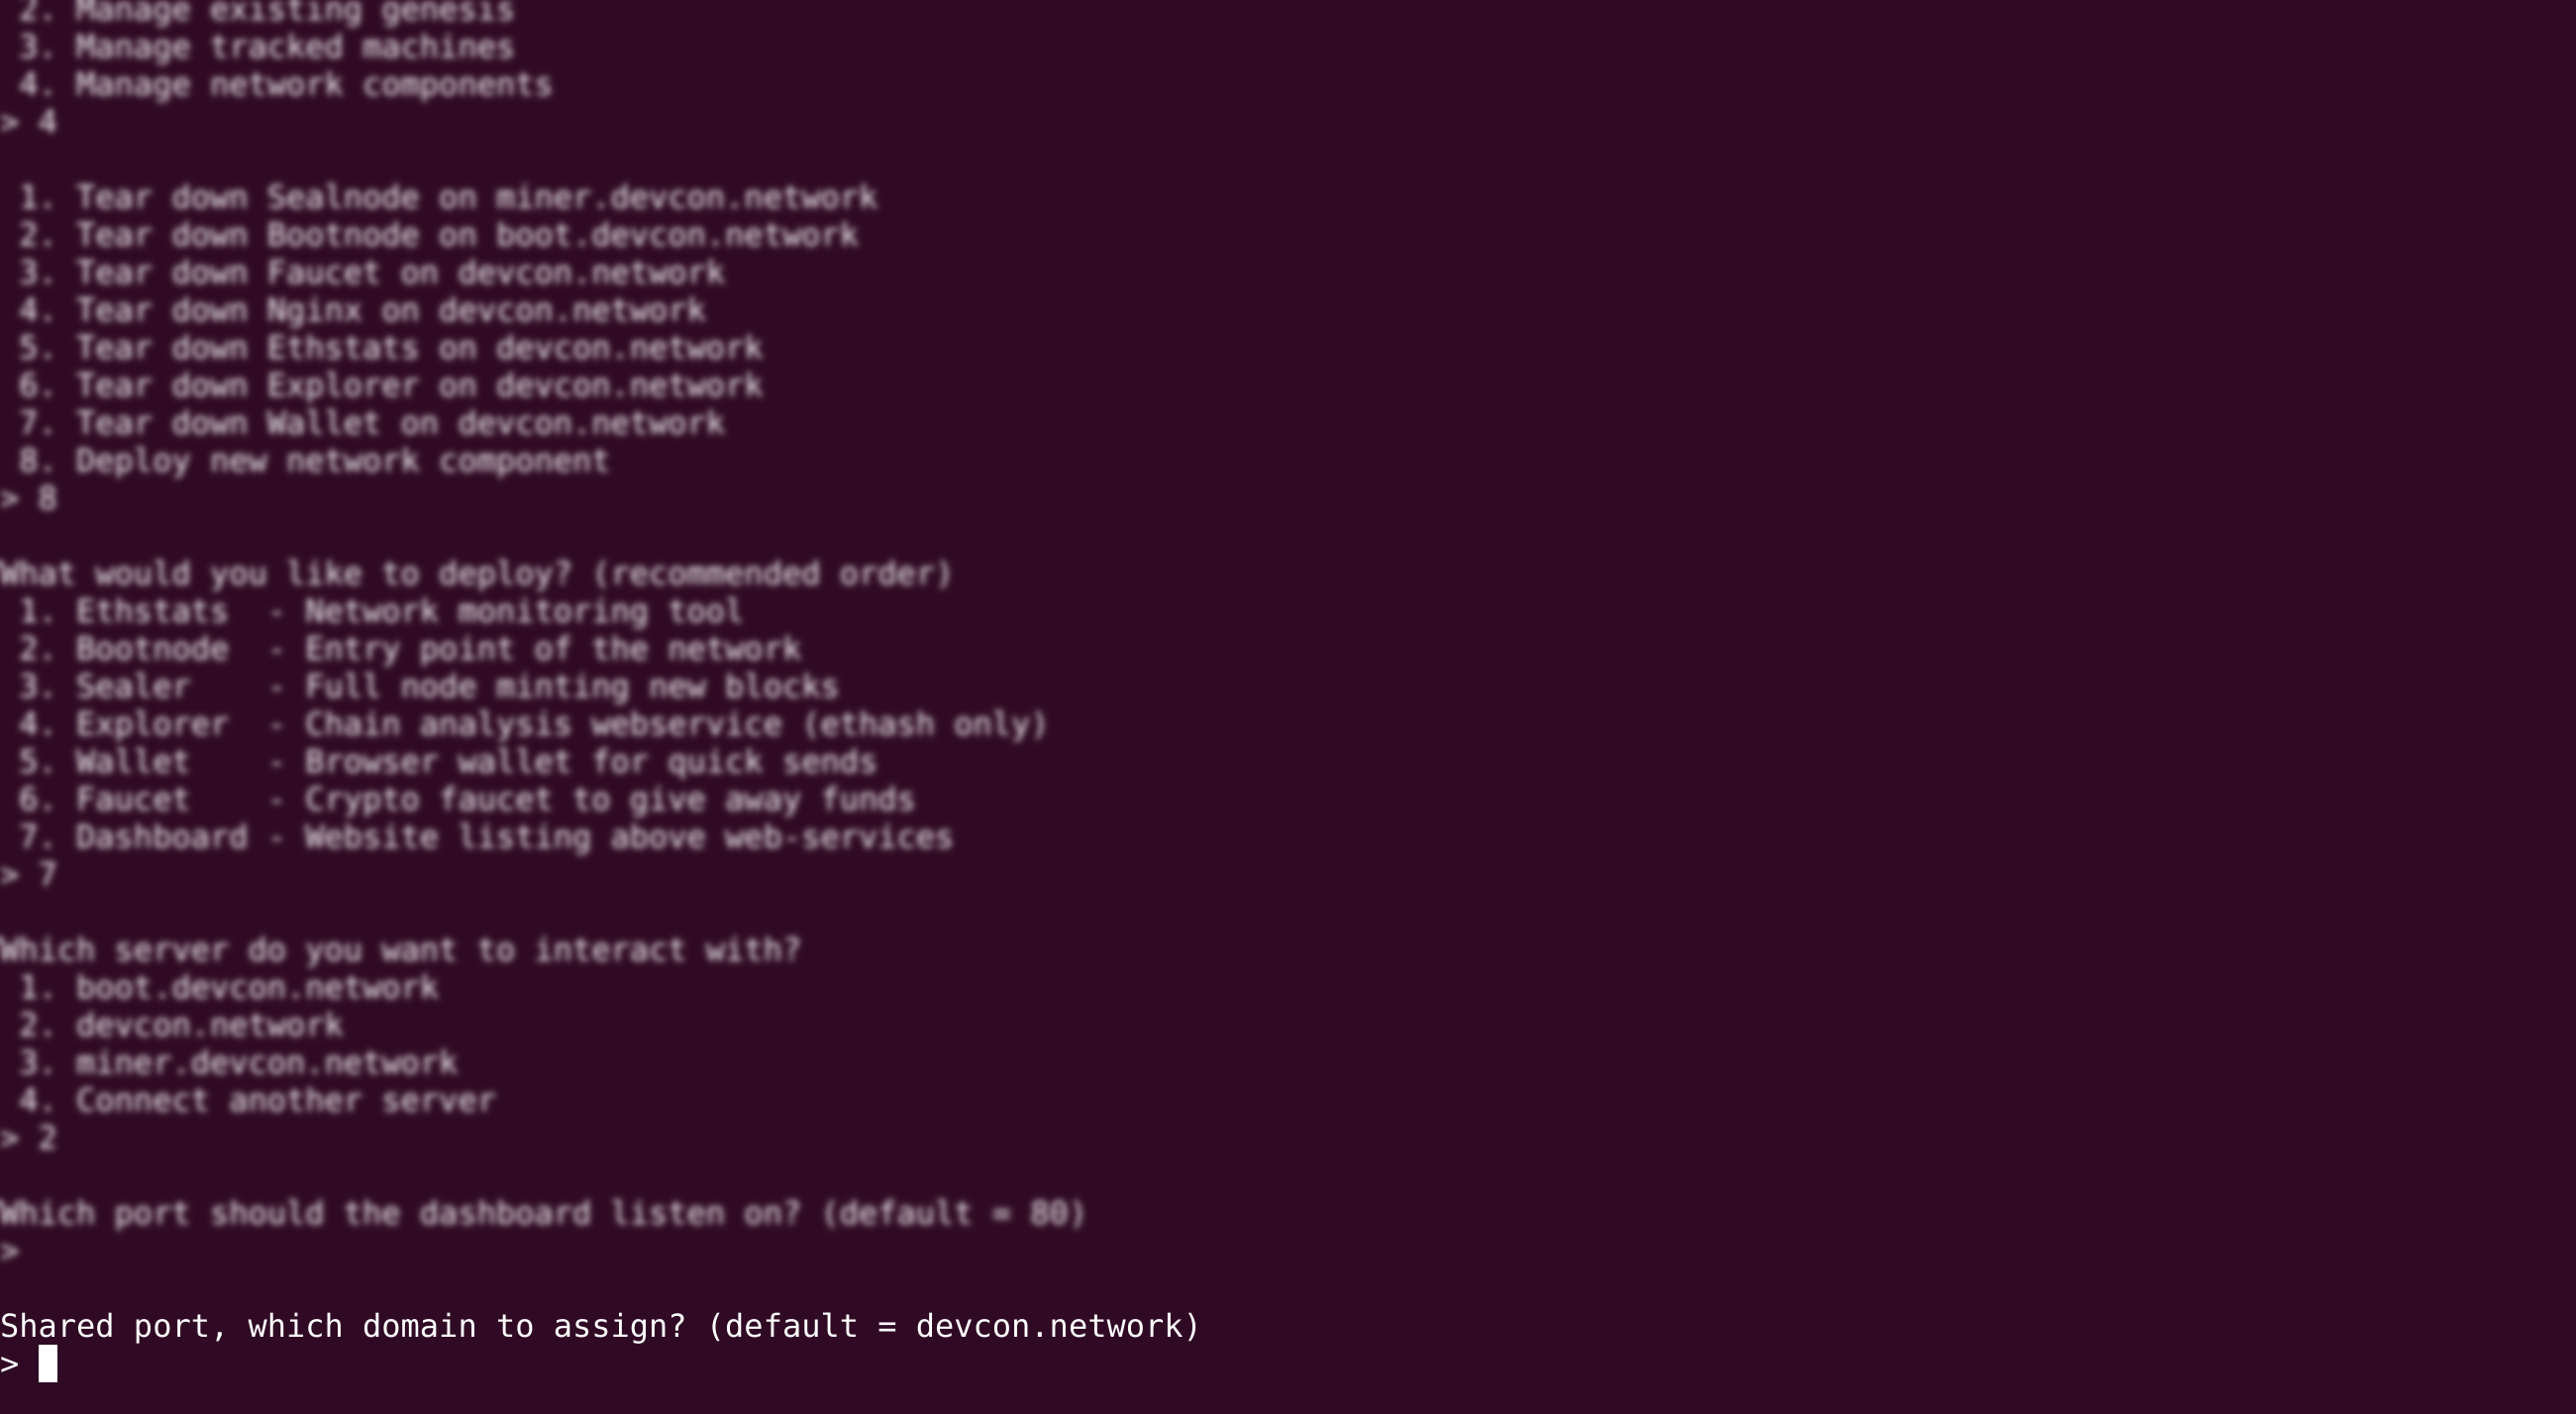 2. Manage existing genesis
3. Manage tracked machines
4. Manage network components
> 4
1. Tear down Sealnode on miner.devcon.network
2. Tear down Bootnode on boot.devcon.network
3. Tear down Faucet on devcon.network
4. Tear down Nginx on devcon.network
5. Tear down Ethstats on devcon.network
6. Tear down Explorer on devcon.network
7. Tear down Wallet on devcon.network
8. Deploy new network component
> 8
What would you like to deploy? (recommended order)
1. Ethstats  - Network monitoring tool
2. Bootnode  - Entry point of the network
3. Sealer    - Full node minting new blocks
4. Explorer  - Chain analysis webservice (ethash only)
5. Wallet    - Browser wallet for quick sends
6. Faucet    - Crypto faucet to give away funds
7. Dashboard - Website listing above web-services
> 7
Which server do you want to interact with?
1. boot.devcon.network
2. devcon.network
3. miner.devcon.network
4. Connect another server
> 2
Which port should the dashboard listen on? (default = 80)
>
Shared port, which domain to assign? (default = devcon.network)
>